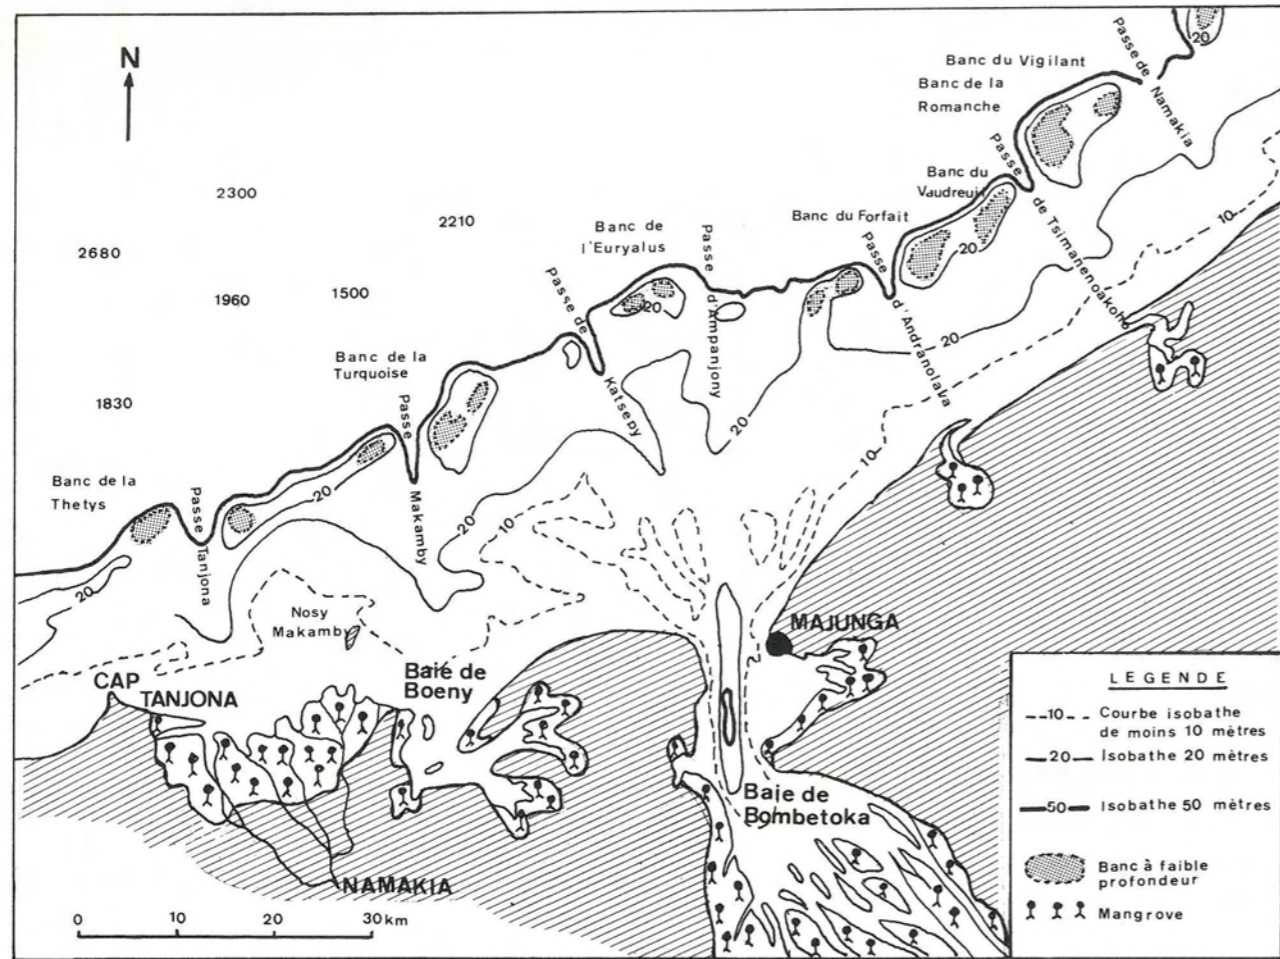 N
20
Banc du Vigilant
Banc de la
Romanche
Passe de Namakia
2300
2210
2680
1960
1500
1830
Banc du
Vaudreuil
Passe de Tsimanenoakoho
10
Banc de
l'Euryalus
Passe d'Ampanjony
Banc du Forfait
Passe d'Andranolava
20
20
20
Passe de Katsepy
Banc de la
Turquoise
Passe Makamby
20
10
Banc de la
Thetys
Passe Tanjona
20
20
10
20
Nosy
Makamby
MAJUNGA
CAP
TANJONA
Baie de
Boeny
Baie de
Bombetoka
NAMAKIA
0 10 20 30 km
LEGENDE
10 Courbe isobathe
de moins 10 mètres
20 Isobathe 20 mètres
50 Isobathe 50 mètres
Banc à faible
profondeur
Mangrove